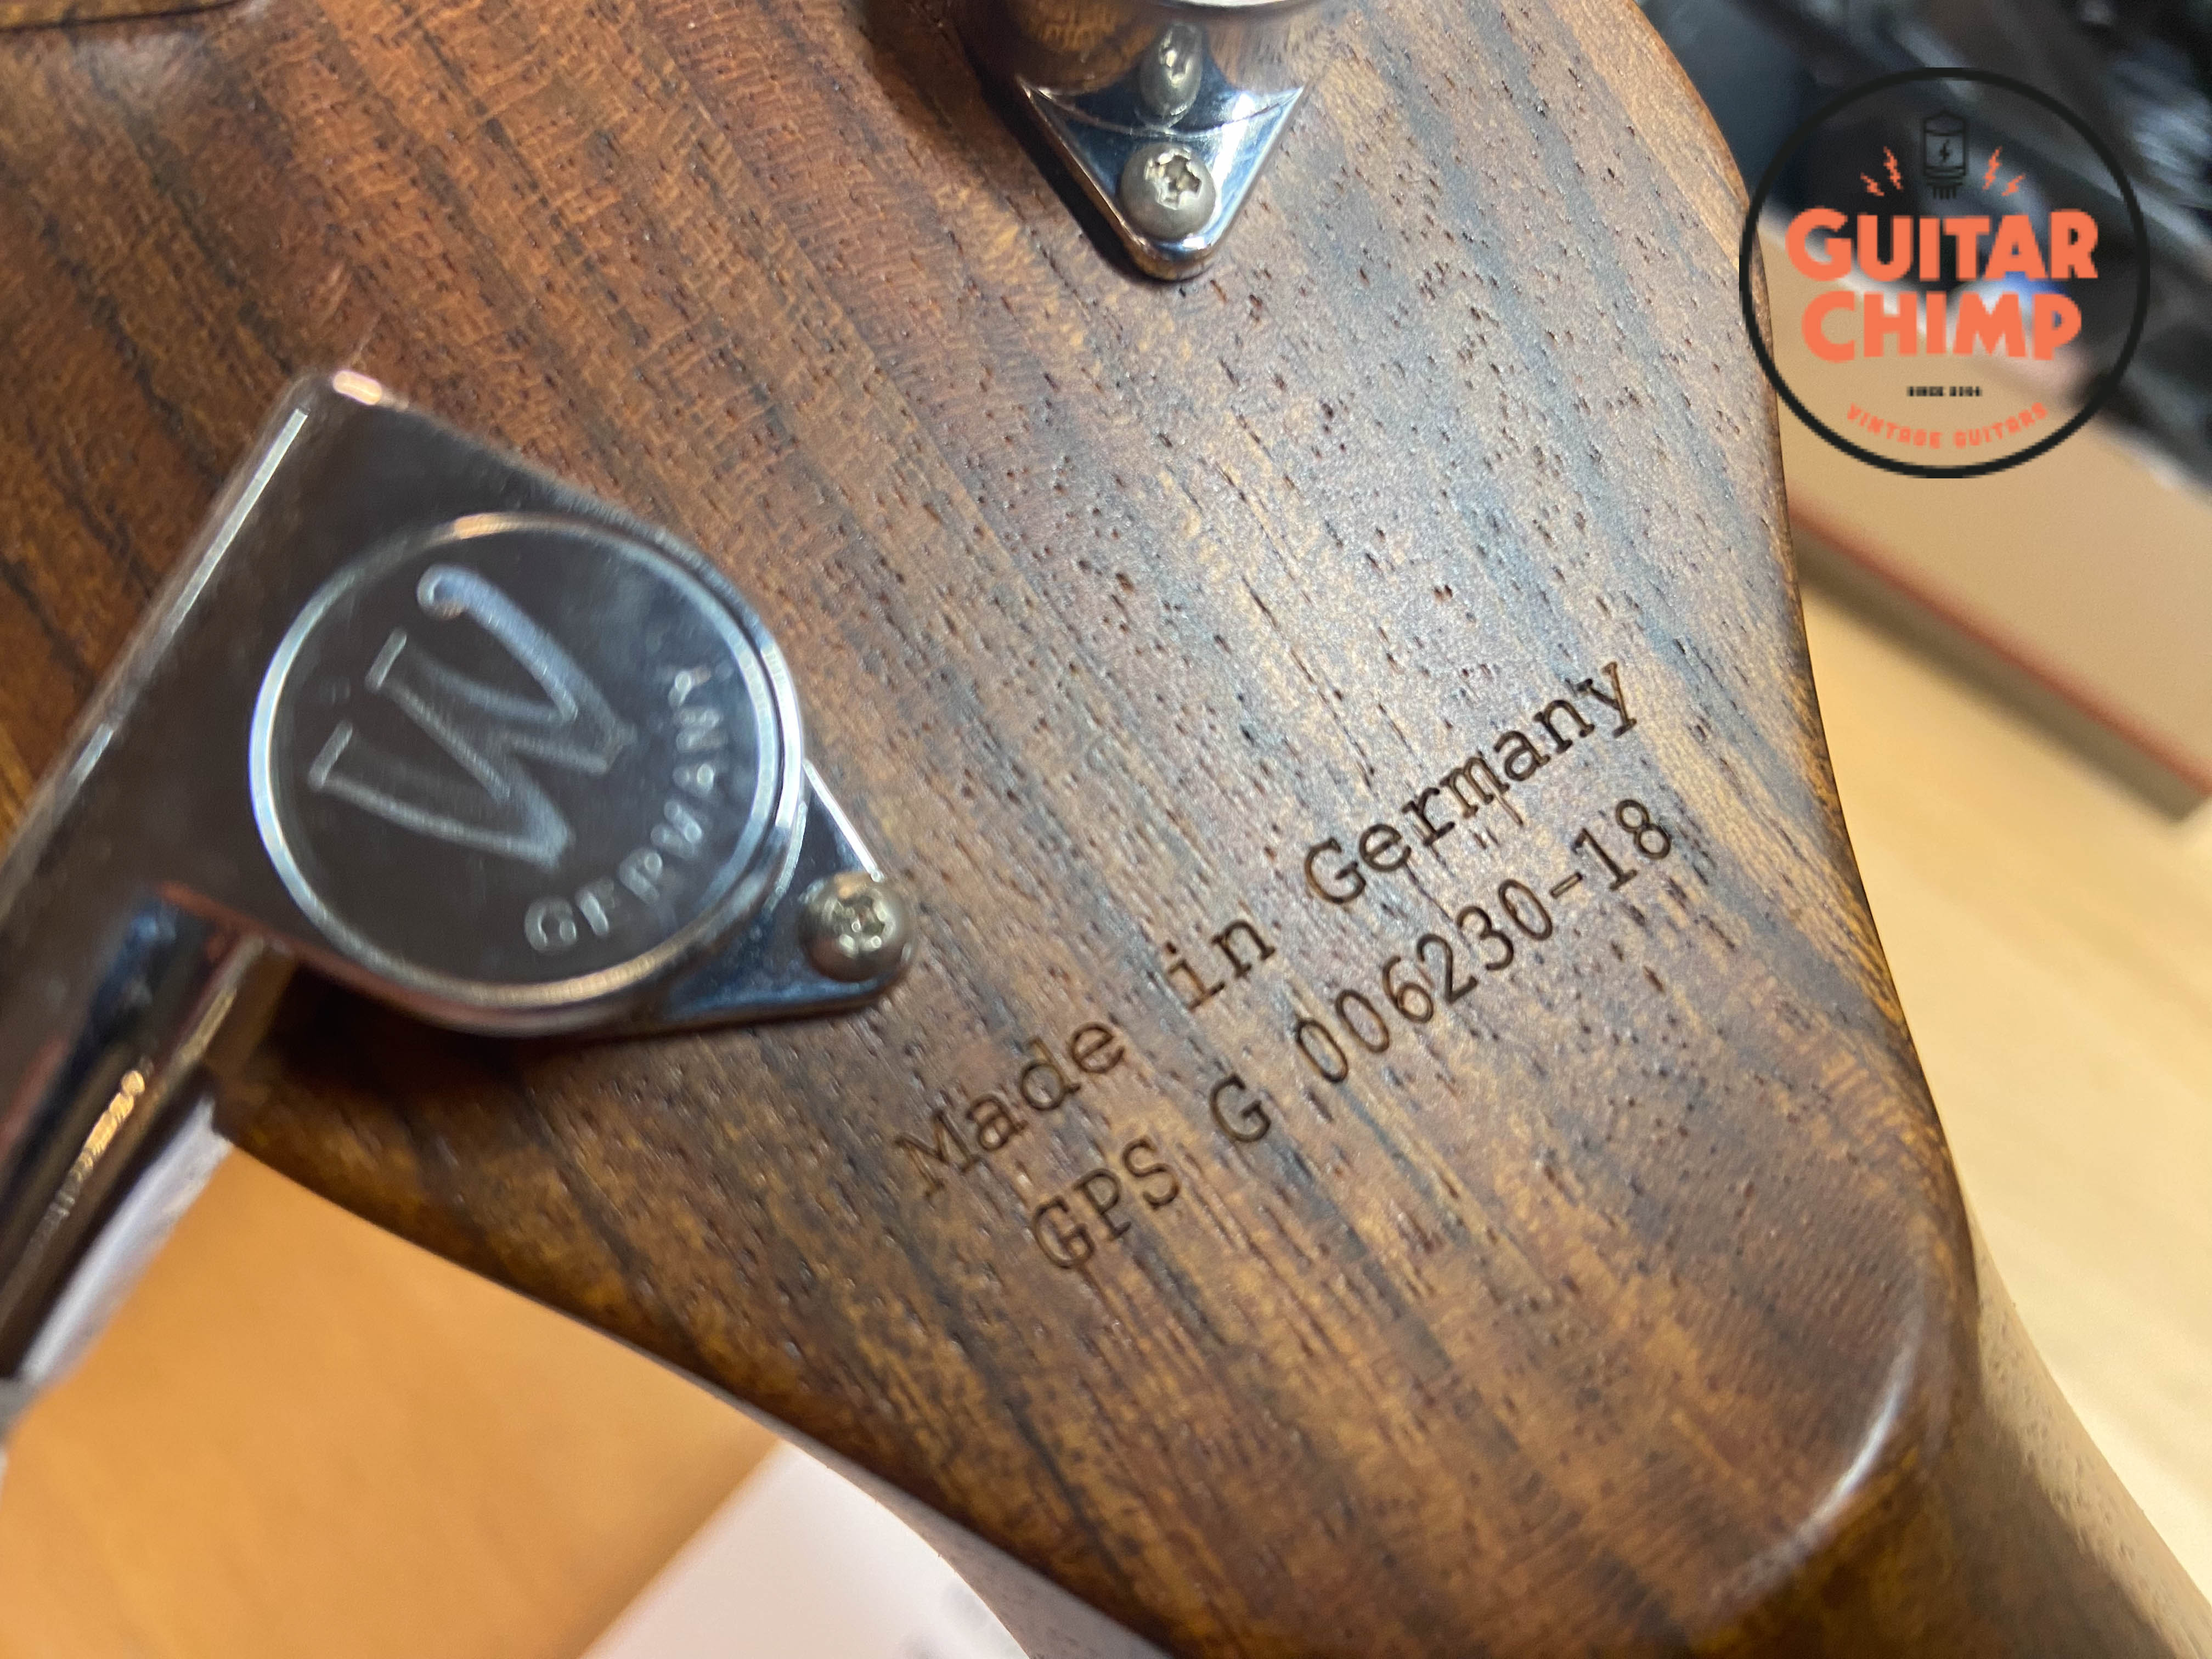 GUITAR
CHIMP
VINTAGE GUITARS
W
GERMANY
Made in Germany
GPS G 006230-18